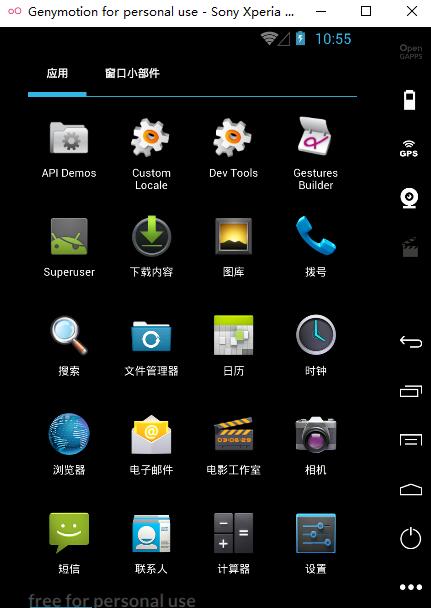 Genymotion for personal use - Sony Xperia ...
10:55
Open
GAPPS
应用
窗口小部件
GPS
API Demos
Custom
Locale
Dev Tools
Gestures
Builder
Superuser
下载内容
图库
拨号
搜索
文件管理器
日历
时钟
浏览器
电子邮件
03-06-29
电影工作室
相机
短信
联系人
计算器
设置
free for personal use